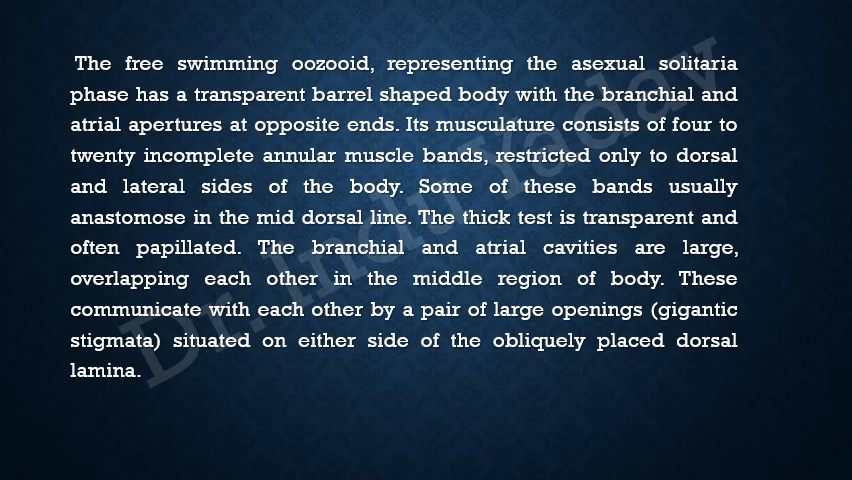 The free swimming oozooid, representing the asexual solitaria
phase has a transparent barrel shaped body with the branchial and
atrial apertures at opposite ends. Its musculature consists of four to
twenty incomplete annular muscle bands, restricted only to dorsal
and lateral sides of the body. Some of these bands usually
anastomose in the mid dorsal line. The thick test is transparent and
often papillated. The branchial and atrial cavities are large,
overlapping each other in the middle region of body. These
communicate with each other by a pair of large openings (gigantic
stigmata) situated on either side of the obliquely placed dorsal
lamina.
Dr. Indu Yadav